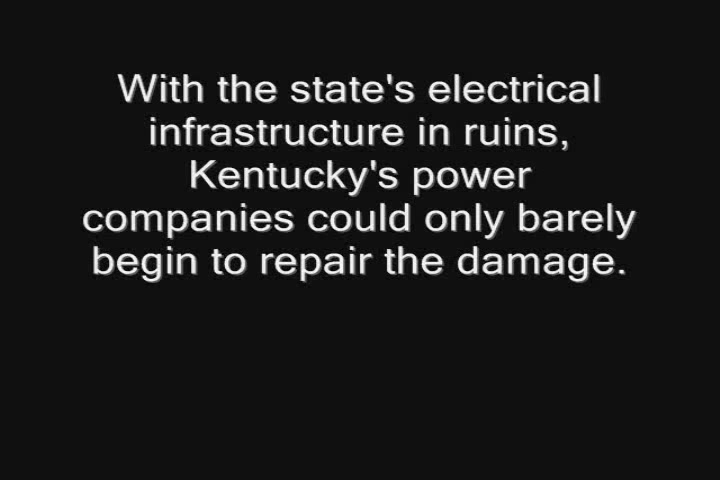 With the state's electrical
infrastructure in ruins,
Kentucky's power
companies could only barely
begin to repair the damage.